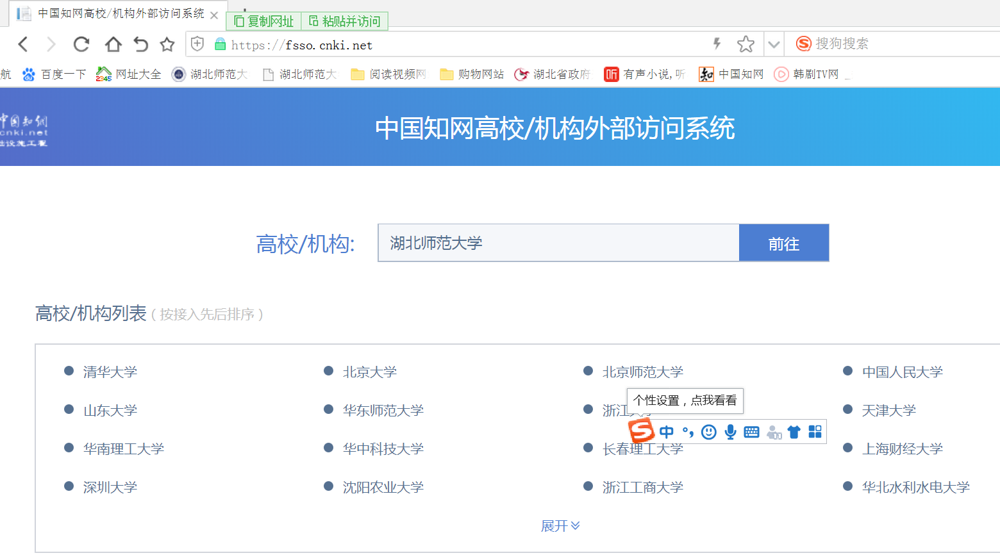 中国知网高校/机构外部访问系统
复制网址 粘贴并访问
https://fsso.cnki.net 搜狗搜索
航 百度一下 网址大全 湖北师范大 湖北师范大 阅读视频网 购物网站 湖北省政府 有声小说,听 中国知网 韩剧TV网
中国知网
cnki.net
础设施工程
中国知网高校/机构外部访问系统
高校/机构: 湖北师范大学 前往
高校/机构列表 (按接入先后排序)
清华大学 北京大学 北京师范大学 中国人民大学
个性设置,点我看看
山东大学 华东师范大学 浙江大学 天津大学
中
华南理工大学 华中科技大学 长春理工大学 上海财经大学
深圳大学 沈阳农业大学 浙江工商大学 华北水利水电大学
展开